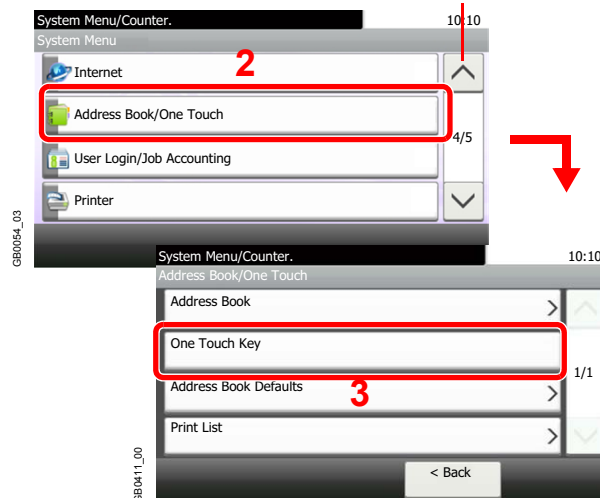 System Menu/Counter. 10:10
System Menu
2
Internet
Address Book/One Touch
4/5
User Login/Job Accounting
Printer
GB0054_03
System Menu/Counter. 10:10
Address Book/One Touch
Address Book
One Touch Key
1/1
Address Book Defaults
3
Print List
GB0411_00
< Back